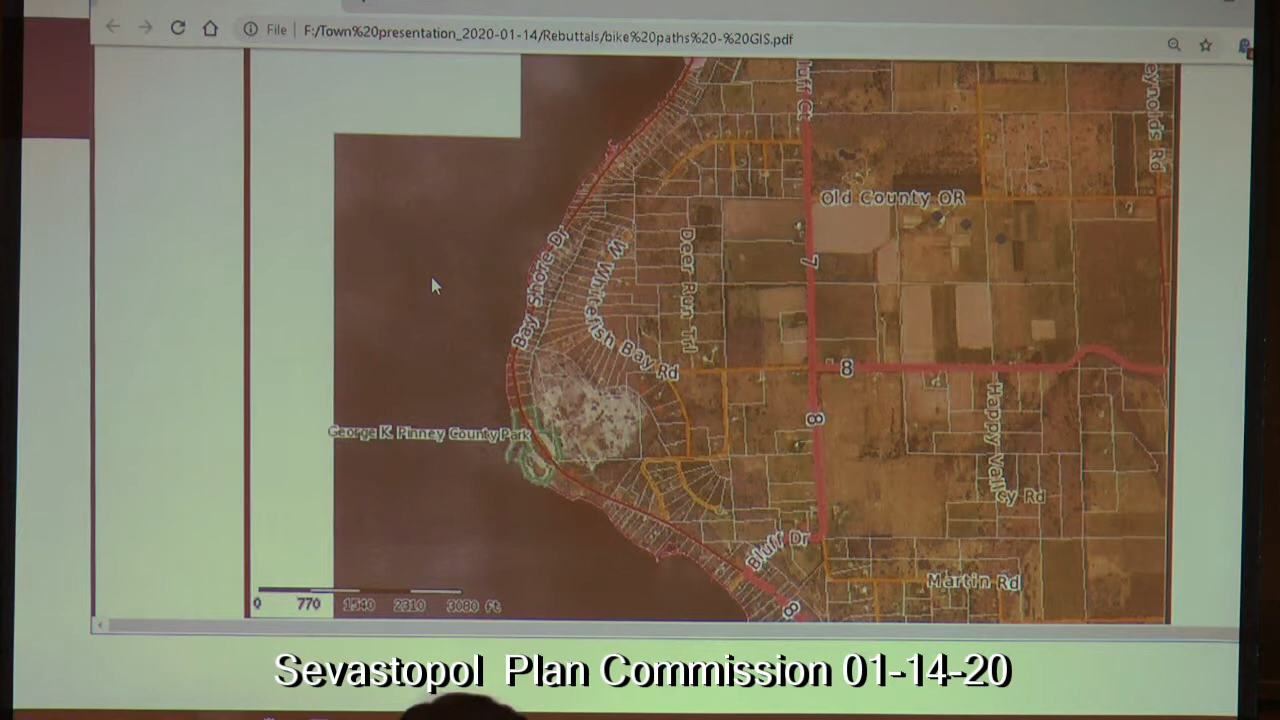 File F:/Town%20presentation_2020-01-14/Rebuttals/bike%20paths%20-%20GIS.pdf
Old County OR
7
Deer Run Trl
W Whitefish Bay Rd
Bay Shore Dr
8
8
George K. Pinney County Park
Happy Valley Rd
Bluff Dr
Martin Rd
8
0 770 1540 2310 3080 ft
Sevastopol Plan Commission 01-14-20